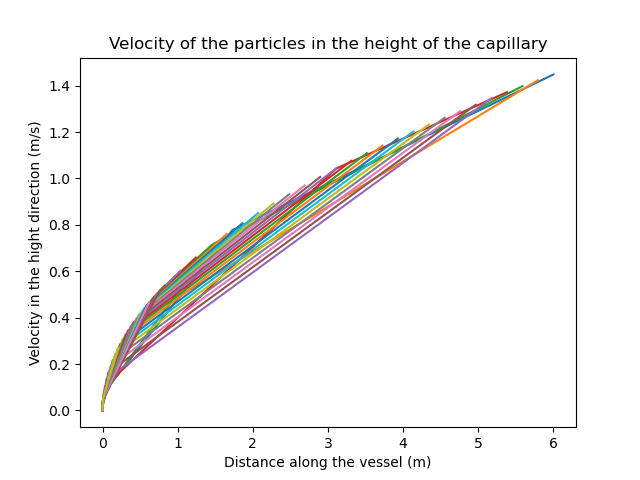 Velocity of the particles in the height of the capillary
Velocity in the hight direction (m/s)
1.4
1.2
1.0
0.8
0.6
0.4
0.2
0.0
0 1 2 3 4 5 6
Distance along the vessel (m)